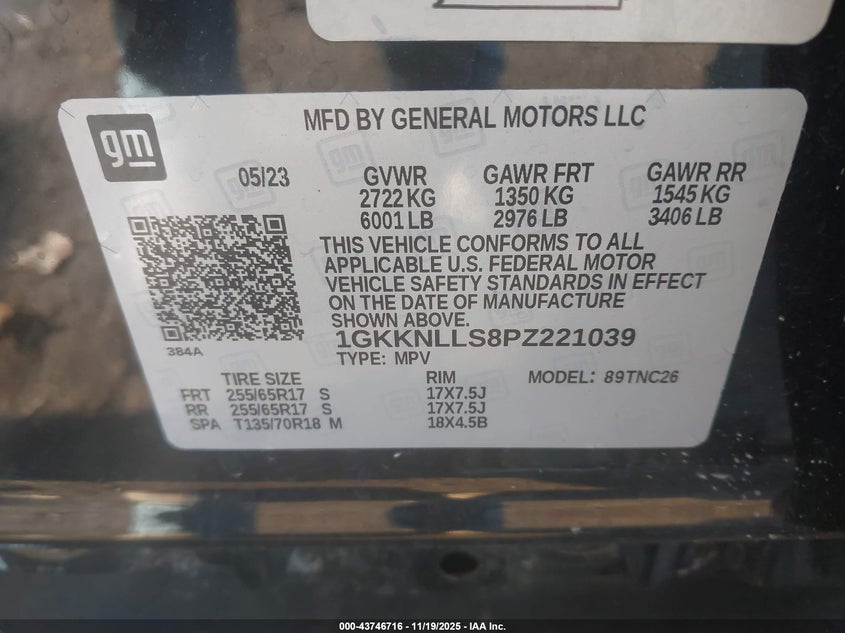 gm
MFD BY GENERAL MOTORS LLC
05/23 GVWR GAWR FRT GAWR RR
2722 KG 1350 KG 1545 KG
6001 LB 2976 LB 3406 LB
THIS VEHICLE CONFORMS TO ALL
APPLICABLE U.S. FEDERAL MOTOR
VEHICLE SAFETY STANDARDS IN EFFECT
ON THE DATE OF MANUFACTURE
SHOWN ABOVE.
1GKKNLLS8PZ221039
384A
TYPE: MPV
TIRE SIZE RIM MODEL: 89TNC26
FRT 255/65R17 S 17X7.5J
RR 255/65R17 S 17X7.5J
SPA T135/70R18 M 18X4.5B
000-43746716 - 11/19/2025 - IAA Inc.